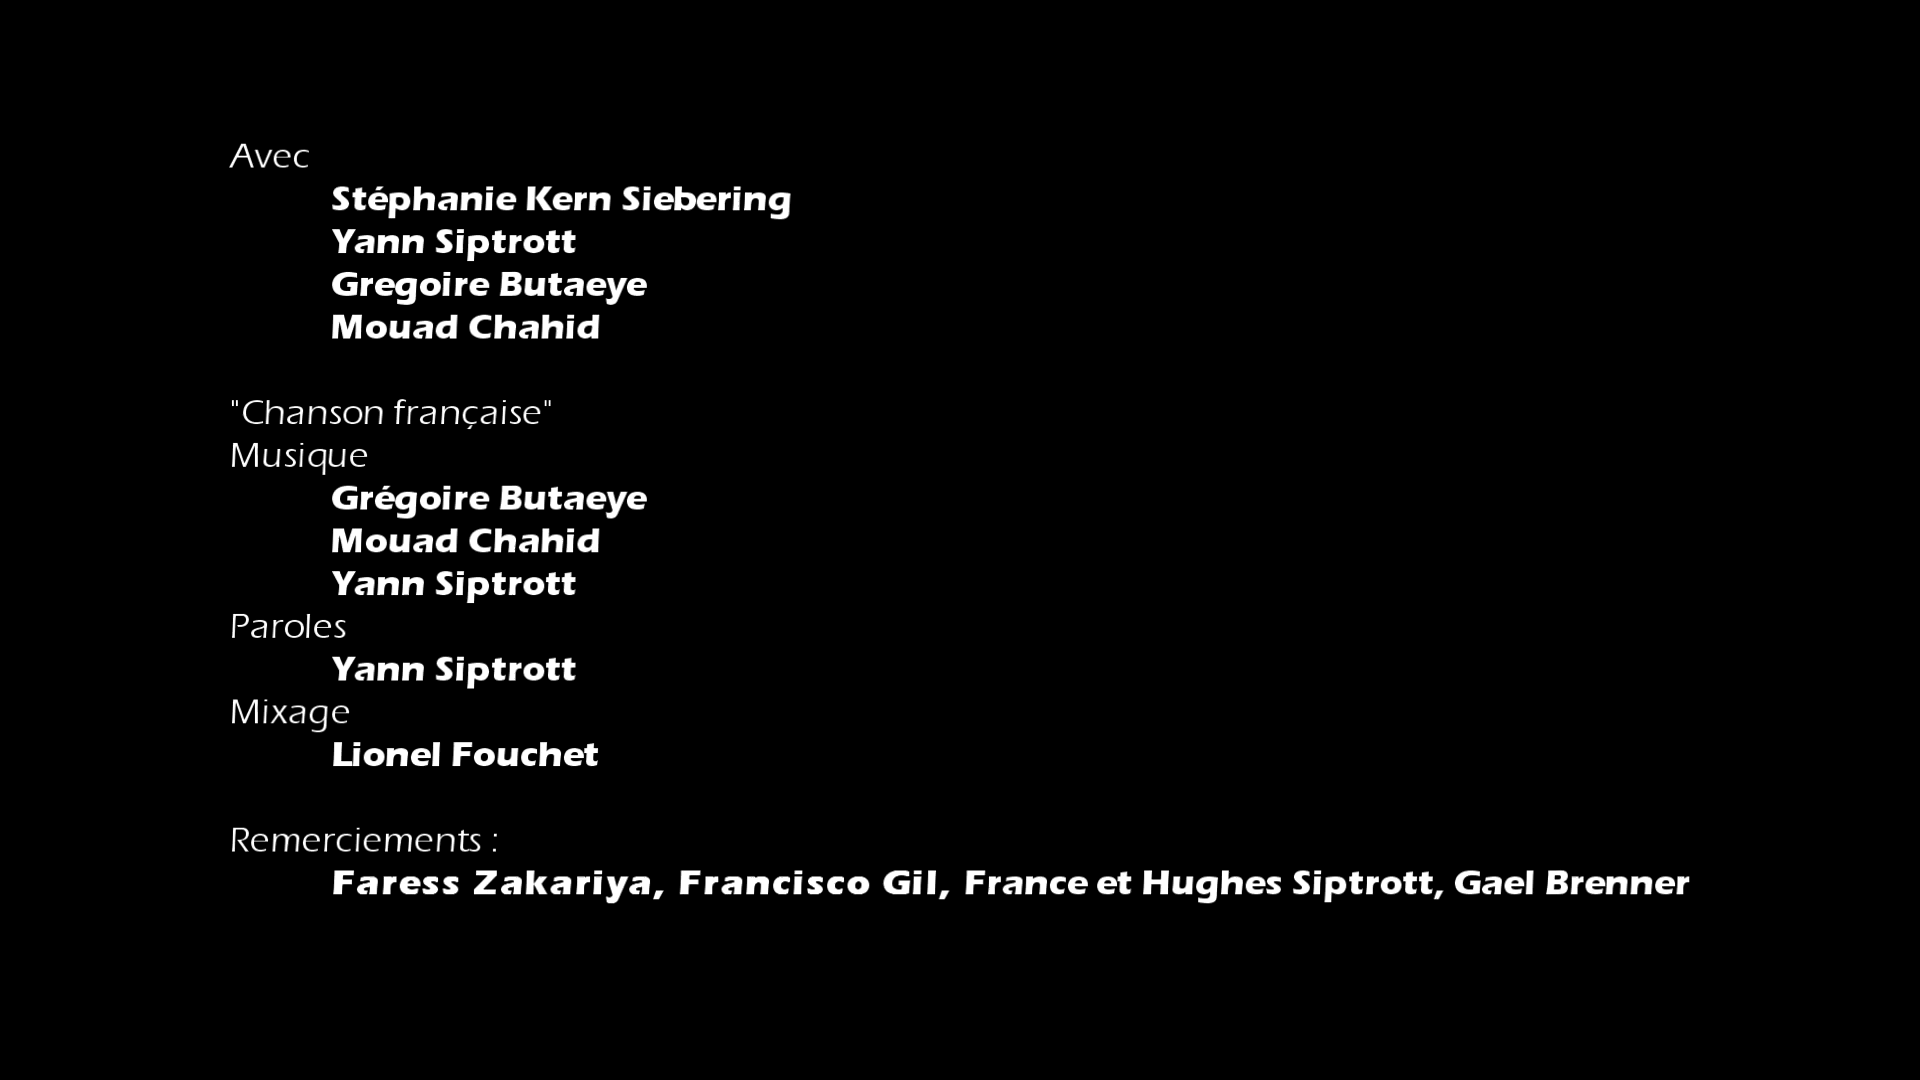 Avec
Stéphanie Kern Siebering
Yann Siptrott
Gregoire Butaeye
Mouad Chahid
"Chanson française"
Musique
Grégoire Butaeye
Mouad Chahid
Yann Siptrott
Paroles
Yann Siptrott
Mixage
Lionel Fouchet
Remerciements :
Faress Zakariya, Francisco Gil, France et Hughes Siptrott, Gael Brenner